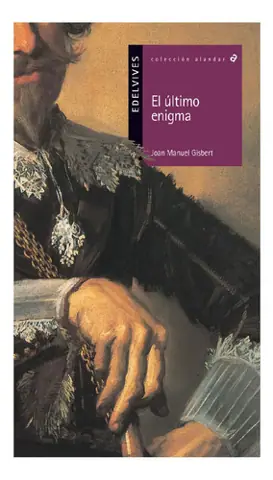 EDELVIVES
colección alandar a
El último
enigma
Joan Manuel Gisbert